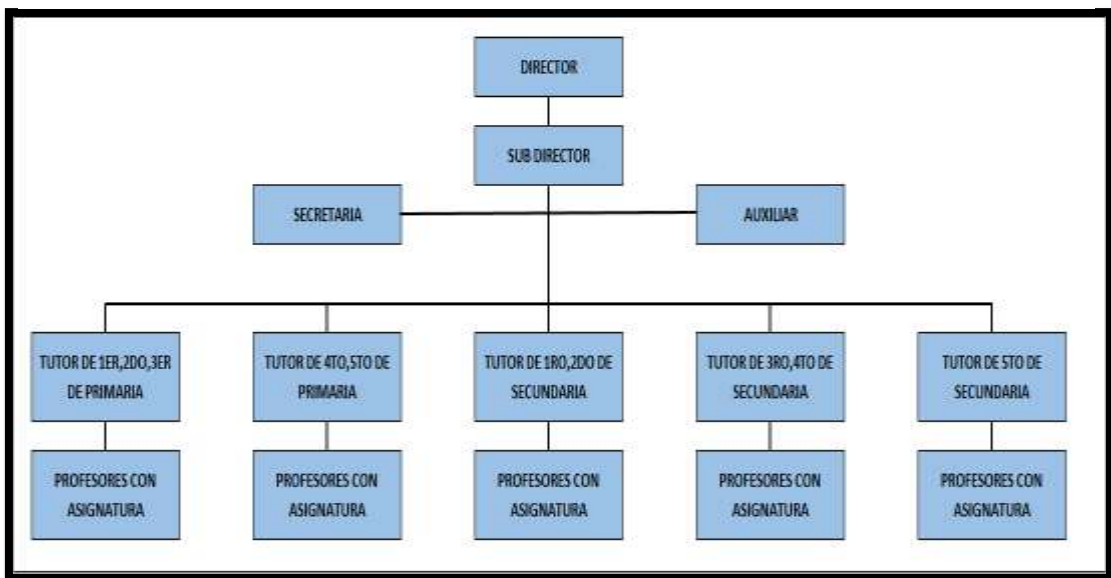 DIRECTOR
SUB DIRECTOR
SECRETARIA
AUXILIAR
TUTOR DE 1ER,2DO,3ER
DE PRIMARIA
TUTOR DE 4TO,5TO DE
PRIMARIA
TUTOR DE 1RO,2DO DE
SECUNDARIA
TUTOR DE 3RO,4TO DE
SECUNDARIA
TUTOR DE 5TO DE
SECUNDARIA
PROFESORES CON
ASIGNATURA
PROFESORES CON
ASIGNATURA
PROFESORES CON
ASIGNATURA
PROFESORES CON
ASIGNATURA
PROFESORES CON
ASIGNATURA